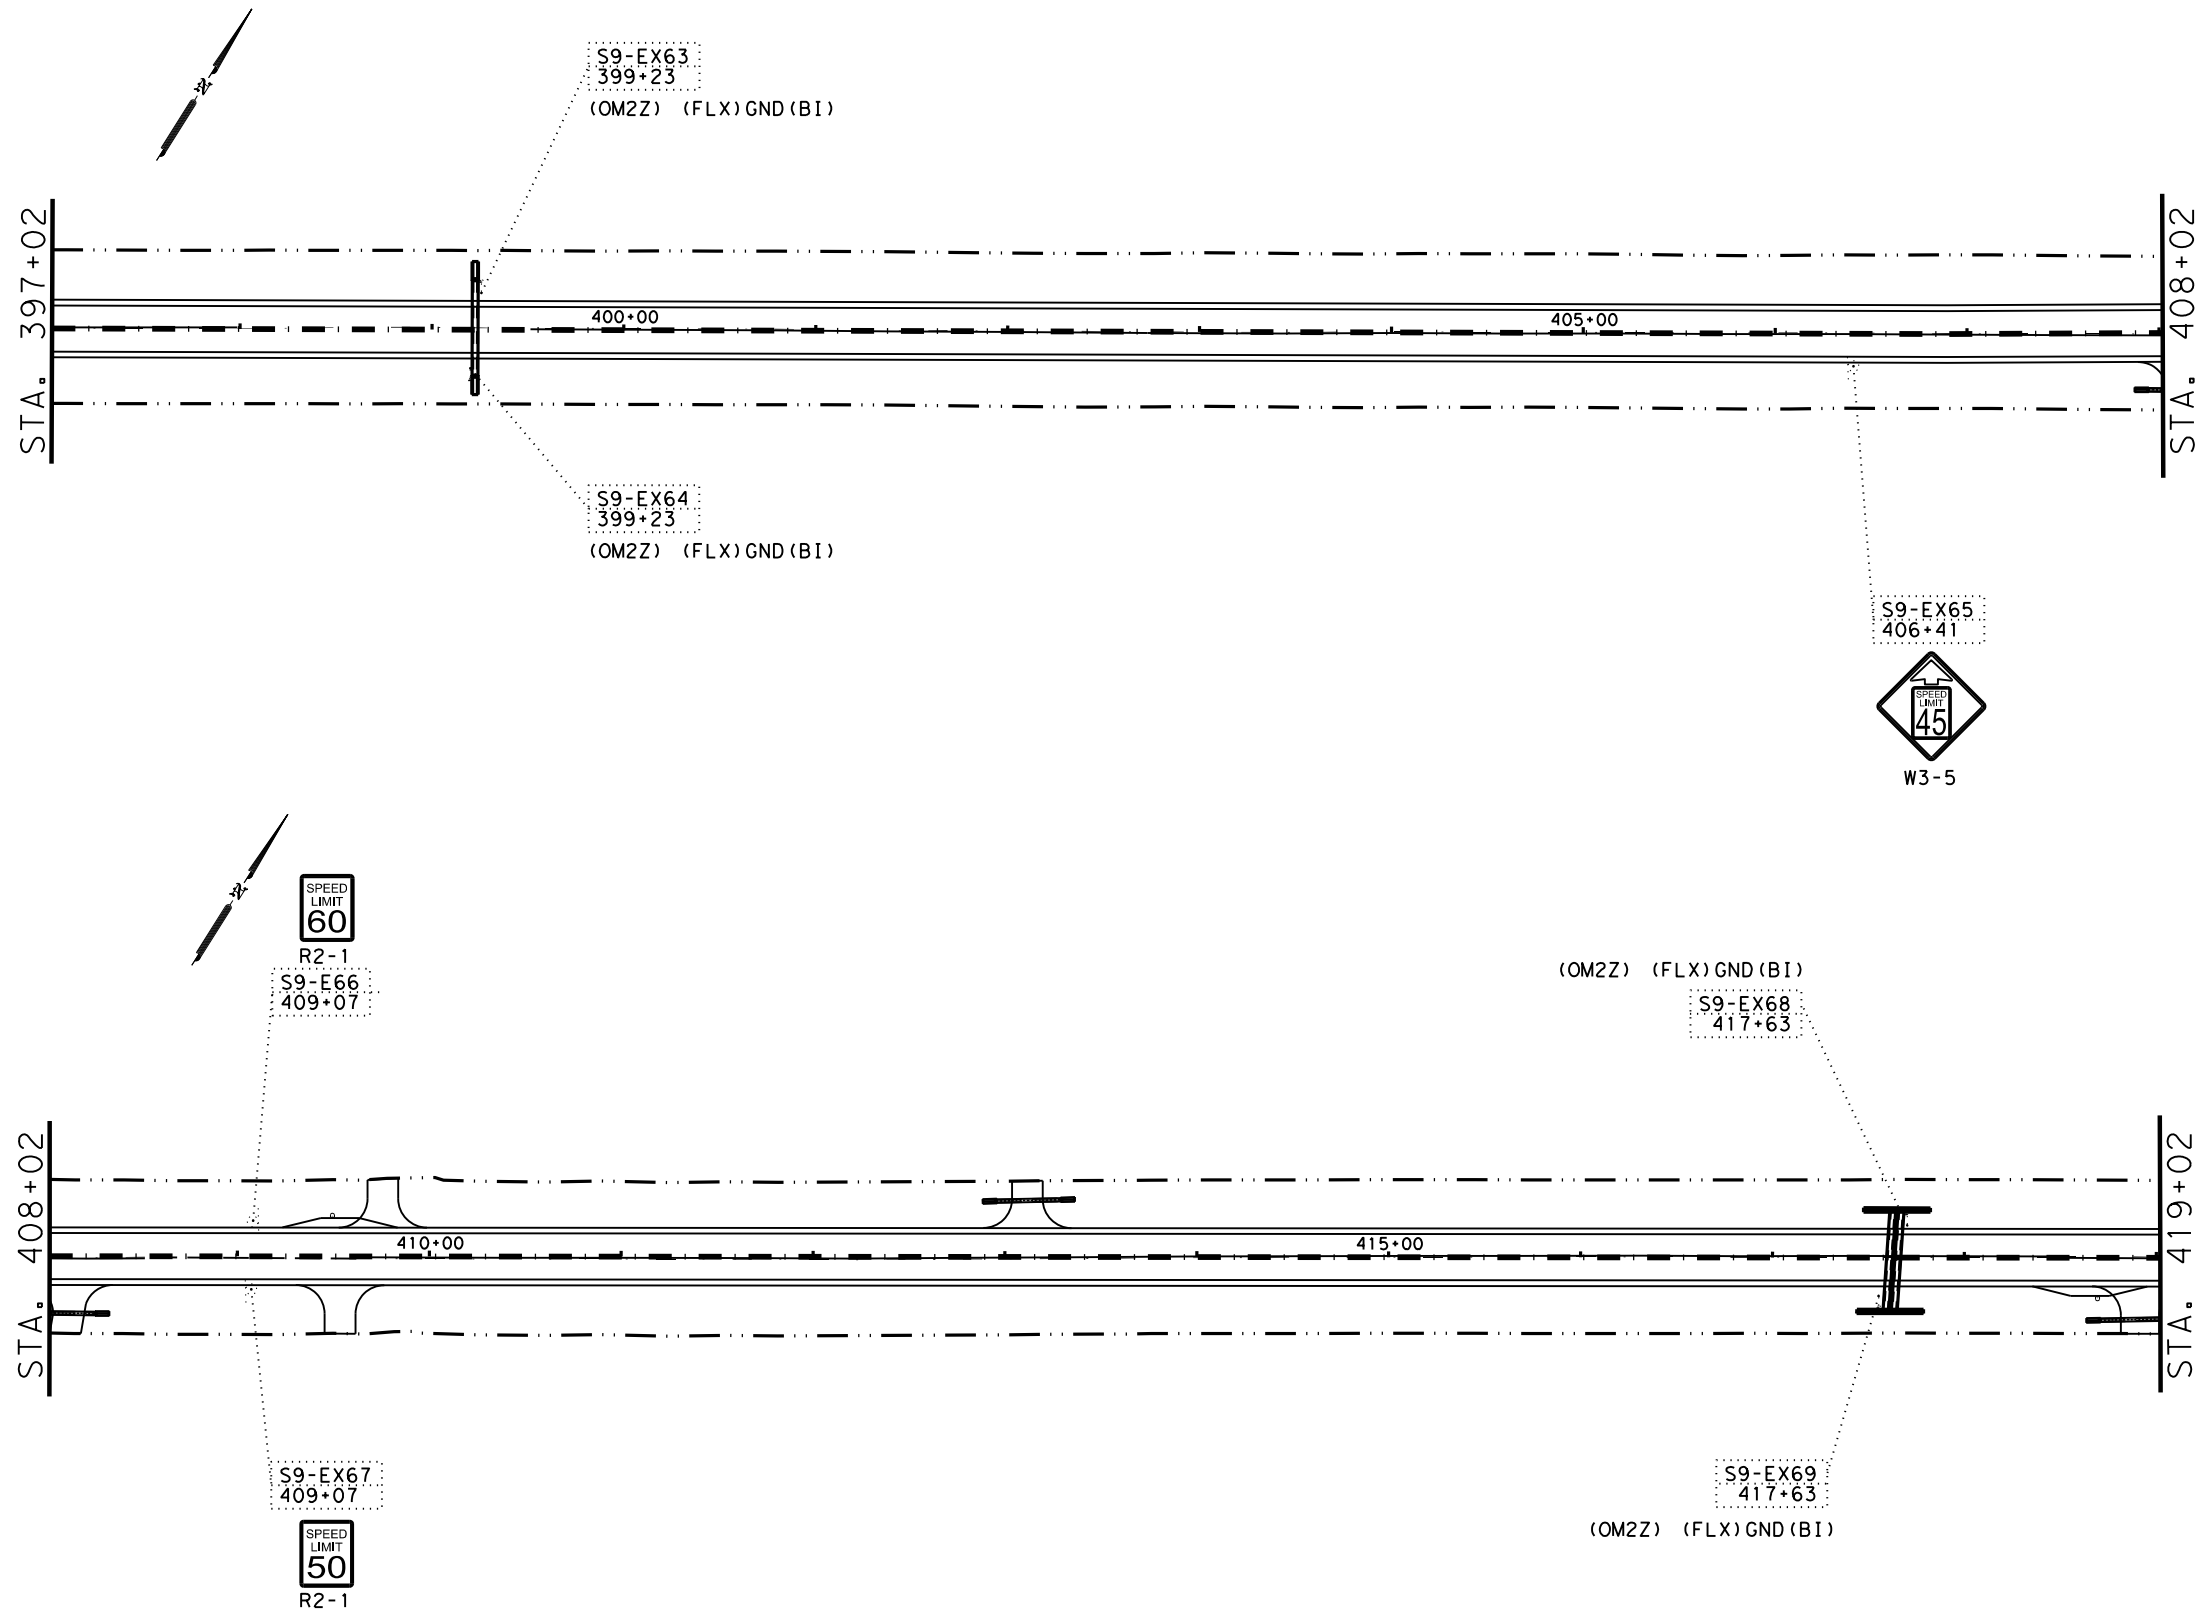 N
S9-EX63
399+23
(OM2Z) (FLX)GND(BI)
STA. 397+02
400+00
405+00
STA. 408+02
S9-EX64
399+23
(OM2Z) (FLX)GND(BI)
S9-EX65
406+41
SPEED
LIMIT
45
W3-5
N
SPEED
LIMIT
60
R2-1
S9-E66
409+07
(OM2Z) (FLX)GND(BI)
S9-EX68
417+63
STA. 408+02
410+00
415+00
STA. 419+02
S9-EX67
409+07
SPEED
LIMIT
50
R2-1
S9-EX69
417+63
(OM2Z) (FLX)GND(BI)